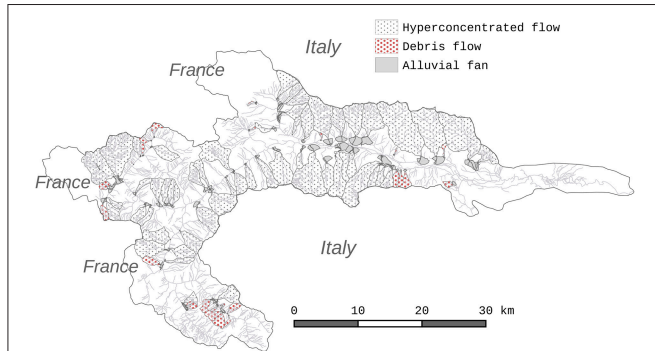 Italy
Hyperconcentrated flow
Debris flow
Alluvial fan
France
France
Italy
France
0 10 20 30 km